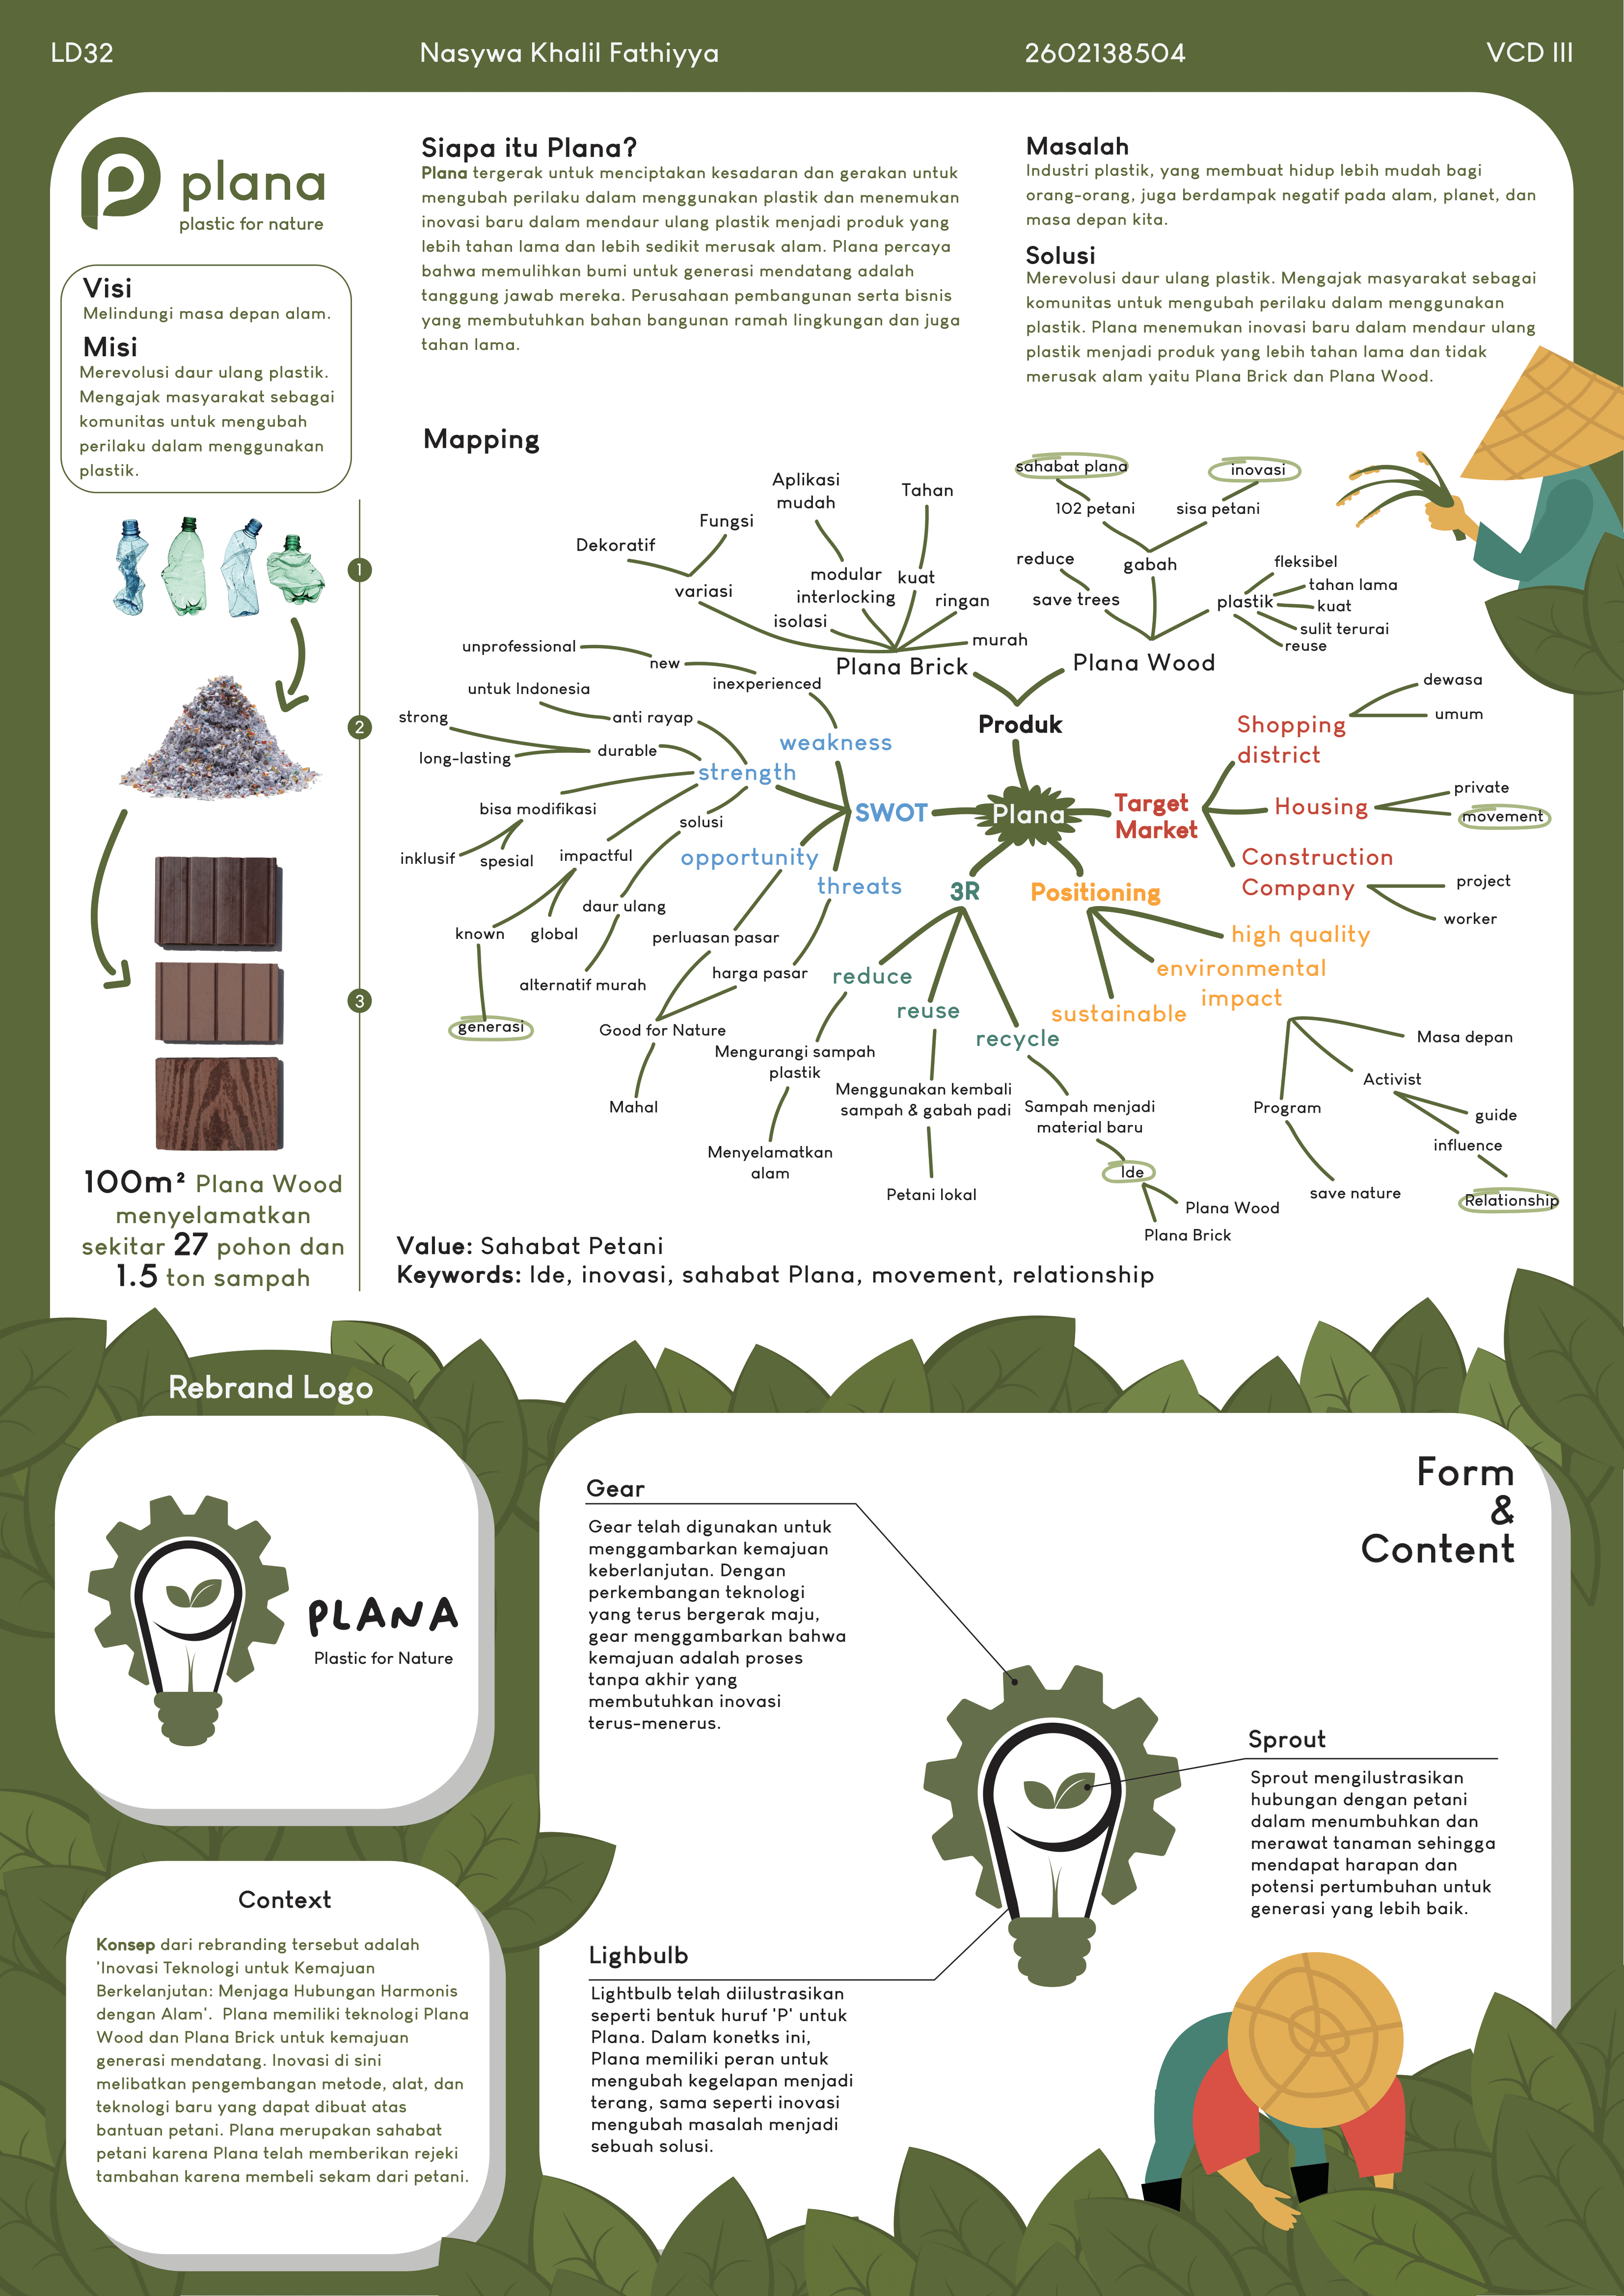 LD32
Nasywa Khalil Fathiyya
2602138504
VCD III
plana
plastic for nature
Visi
Melindungi masa depan alam.
Misi
Merevolusi daur ulang plastik.
Mengajak masyarakat sebagai
komunitas untuk mengubah
perilaku dalam menggunakan
plastik.
Siapa itu Plana?
Plana tergerak untuk menciptakan kesadaran dan gerakan untuk
mengubah perilaku dalam menggunakan plastik dan menemukan
inovasi baru dalam mendaur ulang plastik menjadi produk yang
lebih tahan lama dan lebih sedikit merusak alam. Plana percaya
bahwa memulihkan bumi untuk generasi mendatang adalah
tanggung jawab mereka. Perusahaan pembangunan serta bisnis
yang membutuhkan bahan bangunan ramah lingkungan dan juga
tahan lama.
Masalah
Industri plastik, yang membuat hidup lebih mudah bagi
orang-orang, juga berdampak negatif pada alam, planet, dan
masa depan kita.
Solusi
Merevolusi daur ulang plastik. Mengajak masyarakat sebagai
komunitas untuk mengubah perilaku dalam menggunakan
plastik. Plana menemukan inovasi baru dalam mendaur ulang
plastik menjadi produk yang lebih tahan lama dan tidak
merusak alam yaitu Plana Brick dan Plana Wood.
1
2
3
100m² Plana Wood
menyelamatkan
sekitar 27 pohon dan
1.5 ton sampah
Mapping
Plana
Produk
Plana Brick
variasi
Dekoratif
Fungsi
isolasi
modular
interlocking
Aplikasi
mudah
kuat
Tahan
ringan
murah
Plana Wood
save trees
reduce
gabah
102 petani
sahabat plana
sisa petani
inovasi
plastik
fleksibel
tahan lama
kuat
sulit terurai
reuse
SWOT
weakness
inexperienced
new
unprofessional
strength
anti rayap
untuk Indonesia
durable
strong
long-lasting
bisa modifikasi
inklusif
spesial
impactful
known
global
generasi
solusi
daur ulang
alternatif murah
opportunity
perluasan pasar
threats
harga pasar
Good for Nature
Mahal
Target
Market
Shopping
district
dewasa
umum
Housing
private
movement
Construction
Company
project
worker
3R
reduce
Mengurangi sampah
plastik
Menyelamatkan
alam
reuse
Menggunakan kembali
sampah & gabah padi
Petani lokal
recycle
Sampah menjadi
material baru
Ide
Plana Wood
Plana Brick
Positioning
high quality
environmental
impact
sustainable
Masa depan
Activist
guide
influence
Relationship
Program
save nature
Value: Sahabat Petani
Keywords: Ide, inovasi, sahabat Plana, movement, relationship
Rebrand Logo
PLANA
Plastic for Nature
Context
Konsep dari rebranding tersebut adalah
'Inovasi Teknologi untuk Kemajuan
Berkelanjutan: Menjaga Hubungan Harmonis
dengan Alam'. Plana memiliki teknologi Plana
Wood dan Plana Brick untuk kemajuan
generasi mendatang. Inovasi di sini
melibatkan pengembangan metode, alat, dan
teknologi baru yang dapat dibuat atas
bantuan petani. Plana merupakan sahabat
petani karena Plana telah memberikan rejeki
tambahan karena membeli sekam dari petani.
Form
&
Content
Gear
Gear telah digunakan untuk
menggambarkan kemajuan
keberlanjutan. Dengan
perkembangan teknologi
yang terus bergerak maju,
gear menggambarkan bahwa
kemajuan adalah proses
tanpa akhir yang
membutuhkan inovasi
terus-menerus.
Sprout
Sprout mengilustrasikan
hubungan dengan petani
dalam menumbuhkan dan
merawat tanaman sehingga
mendapat harapan dan
potensi pertumbuhan untuk
generasi yang lebih baik.
Lighbulb
Lightbulb telah diilustrasikan
seperti bentuk huruf 'P' untuk
Plana. Dalam konetks ini,
Plana memiliki peran untuk
mengubah kegelapan menjadi
terang, sama seperti inovasi
mengubah masalah menjadi
sebuah solusi.